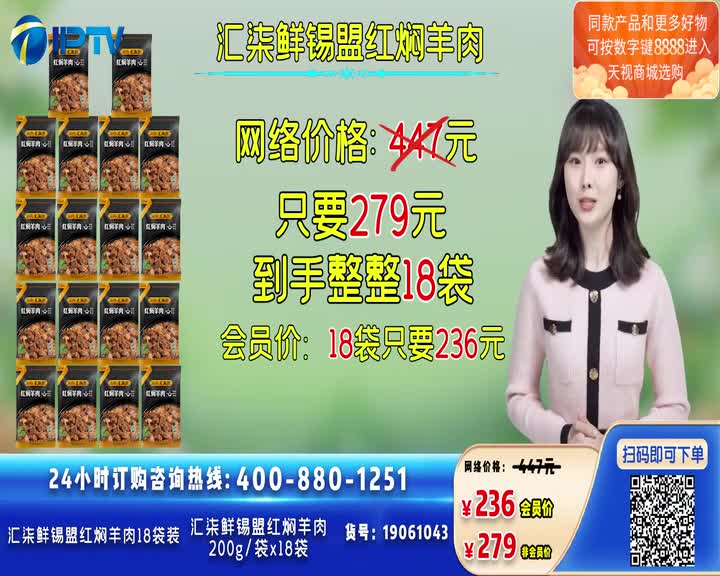 IPTV
汇柒鲜锡盟红焖羊肉
同款产品和更多好物
可按数字键8888进入
天视商城选购
网络价格: 447元
只要279元
到手整整18袋
会员价: 18袋只要236元
红焖羊肉
24小时订购咨询热线:400-880-1251
汇柒鲜锡盟红焖羊肉18袋装
汇柒鲜锡盟红焖羊肉
200g/袋x18袋
货号: 19061043
网络价格: 447元
¥236 会员价
¥279 非会员价
扫码即可下单